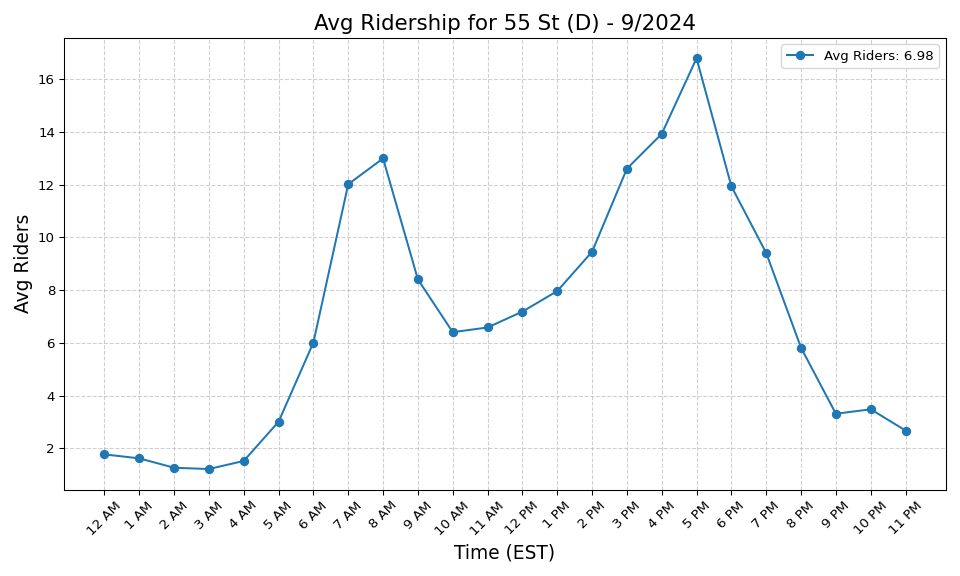 Avg Ridership for 55 St (D) - 9/2024
Avg Riders: 6.98
Avg Riders
16
14
12
10
8
6
4
2
12 AM
1 AM
2 AM
3 AM
4 AM
5 AM
6 AM
7 AM
8 AM
9 AM
10 AM
11 AM
12 PM
1 PM
2 PM
3 PM
4 PM
5 PM
6 PM
7 PM
8 PM
9 PM
10 PM
11 PM
Time (EST)